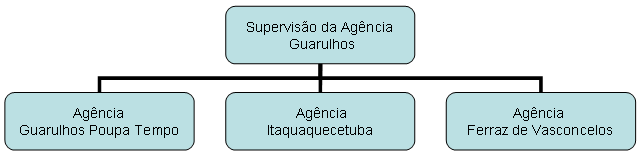 Supervisão da Agência
Guarulhos
Agência
Guarulhos Poupa Tempo
Agência
Itaquaquecetuba
Agência
Ferraz de Vasconcelos